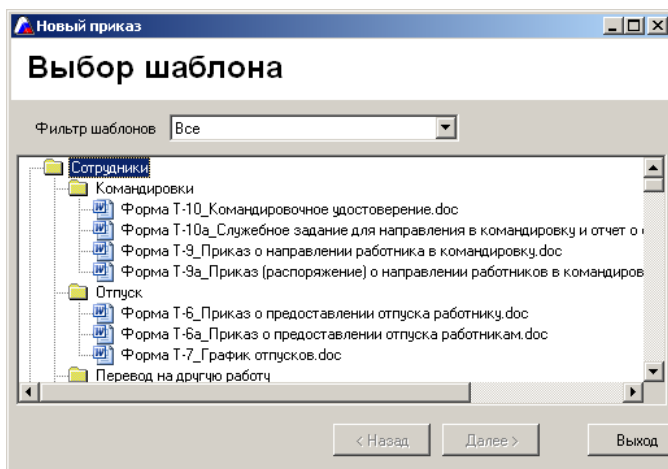 Новый приказ
Выбор шаблона
Фильтр шаблонов Все
Сотрудники
Командировки
Форма Т-10_Командировочное удостоверение.doc
Форма Т-10а_Служебное задание для направления в командировку и отчет о
Форма Т-9_Приказ о направлении работника в командировку.doc
Форма Т-9а_Приказ (распоряжение) о направлении работников в командиров
Отпуск
Форма Т-6_Приказ о предоставлении отпуска работнику.doc
Форма Т-6а_Приказ о предоставлении отпуска работникам.doc
Форма Т-7_График отпусков.doc
Перевод на другую работу
< Назад Далее > Выход